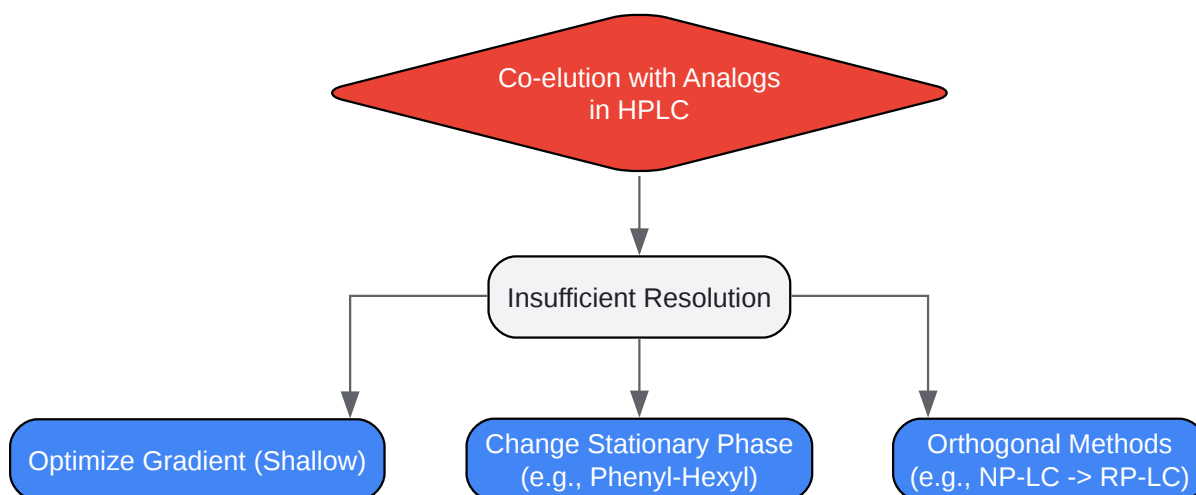 Co-elution with Analogs
in HPLC
Insufficient Resolution
Optimize Gradient (Shallow)
Change Stationary Phase
(e.g., Phenyl-Hexyl)
Orthogonal Methods
(e.g., NP-LC -> RP-LC)